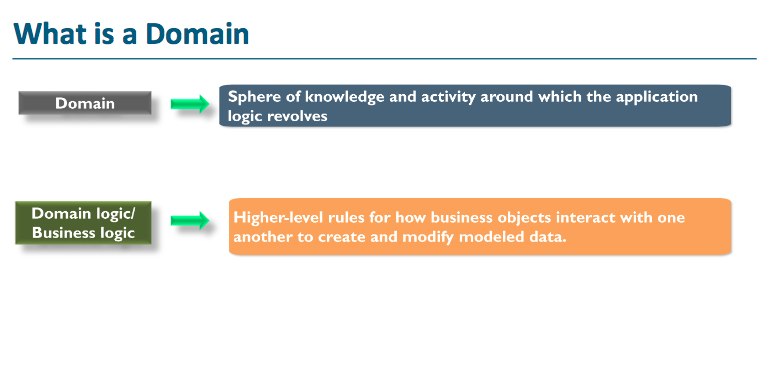 What is a Domain
Domain
Sphere of knowledge and activity around which the application
logic revolves
Domain logic/
Business logic
Higher-level rules for how business objects interact with one
another to create and modify modeled data.